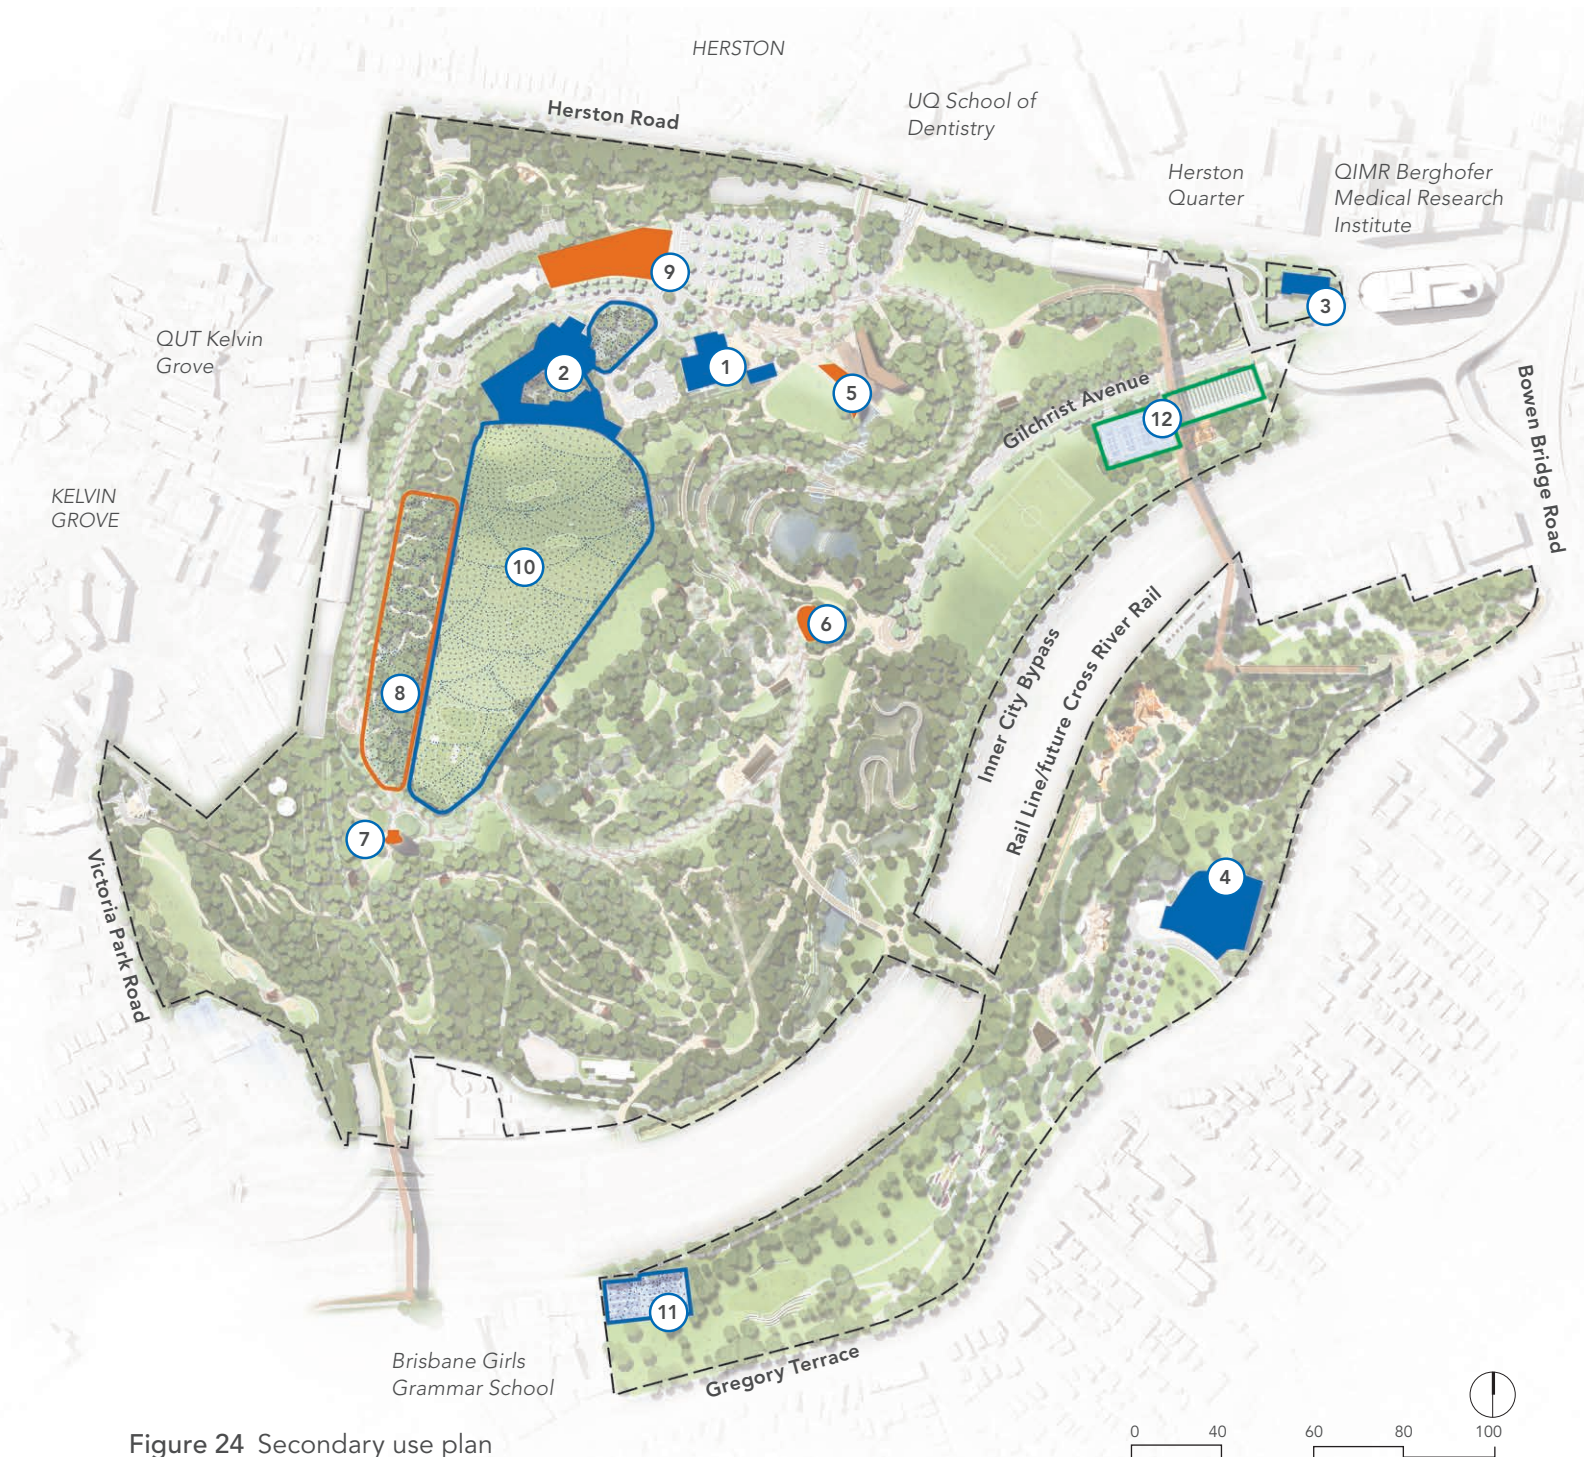 HERSTON
UQ School of
Dentistry
Herston Road
Herston
Quarter
QIMR Berghofer
Medical Research
Institute
9
3
QUT Kelvin
Grove
2
1
5
Gilchrist Avenue
12
Bowen Bridge Road
KELVIN
GROVE
10
6
Inner City Bypass
Rail Line/future Cross River Rail
8
7
4
Victoria Park Road
11
Brisbane Girls
Grammar School
Gregory Terrace
Figure 24 Secondary use plan
0 40 60 80 100